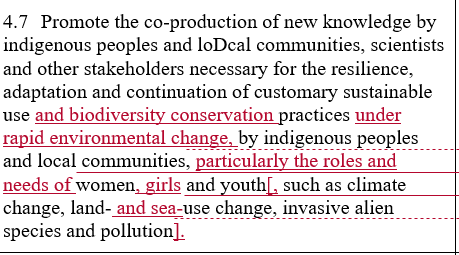 4.7 Promote the co-production of new knowledge by
indigenous peoples and loDcal communities, scientists
and other stakeholders necessary for the resilience,
adaptation and continuation of customary sustainable
use and biodiversity conservation practices under
rapid environmental change, by indigenous peoples
and local communities, particularly the roles and
needs of women, girls and youth[, such as climate
change, land- and sea-use change, invasive alien
species and pollution].